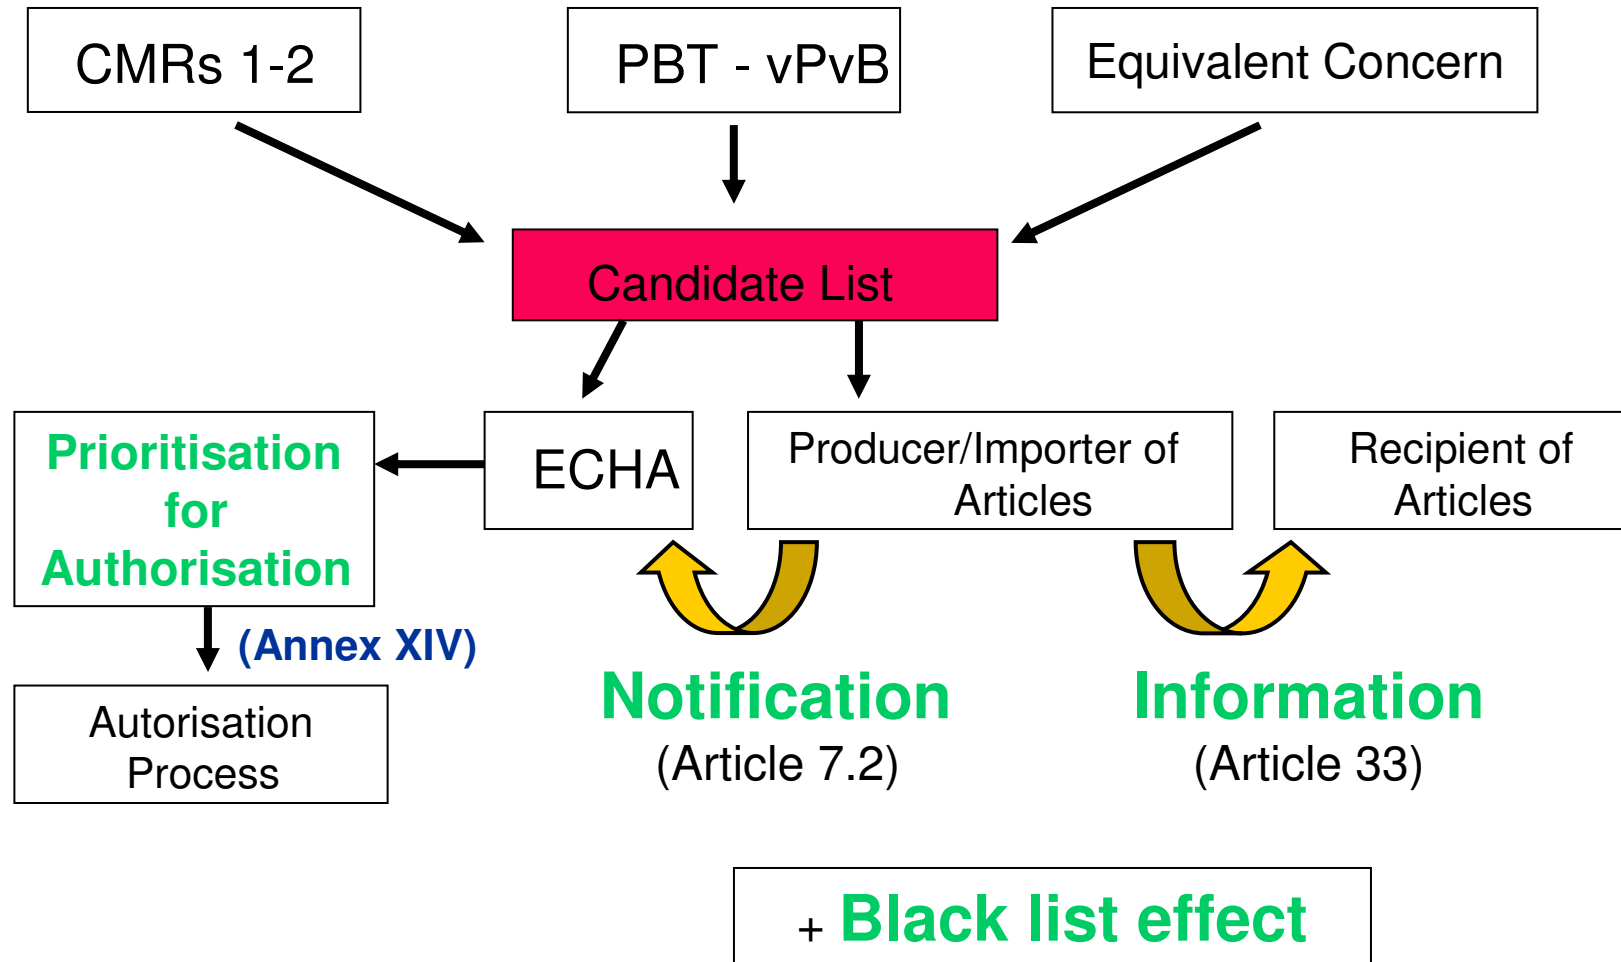 CMRs 1-2
PBT - vPvB
Equivalent Concern
Candidate List
Prioritisation
for
Authorisation
ECHA
Producer/Importer of
Articles
Recipient of
Articles
(Annex XIV)
Autorisation
Process
Notification
(Article 7.2)
Information
(Article 33)
+ Black list effect